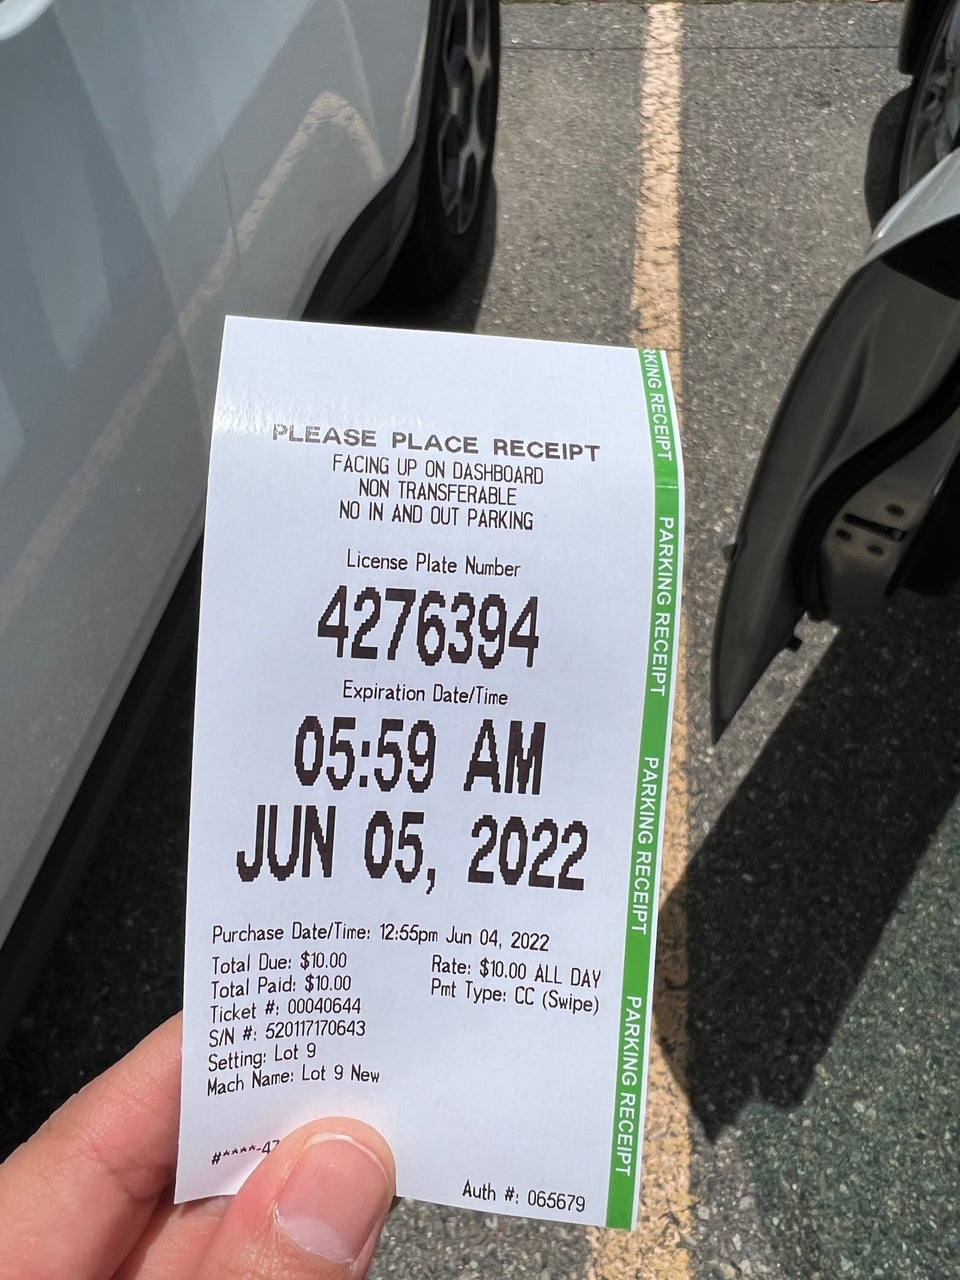 PLEASE PLACE RECEIPT
FACING UP ON DASHBOARD
NON TRANSFERABLE
NO IN AND OUT PARKING
License Plate Number
4276394
Expiration Date/Time
05:59 AM
JUN 05, 2022
Purchase Date/Time: 12:55pm Jun 04, 2022
Total Due: $10.00
Rate: $10.00 ALL DAY
Total Paid: $10.00
Pmt Type: CC (Swipe)
Ticket #: 00040644
S/N #: 520117170643
Setting: Lot 9
Mach Name: Lot 9 New
#****-47
Auth #: 065679
RKING RECEIPT
PARKING RECEIPT
PARKING RECEIPT
PARKING RECEIPT